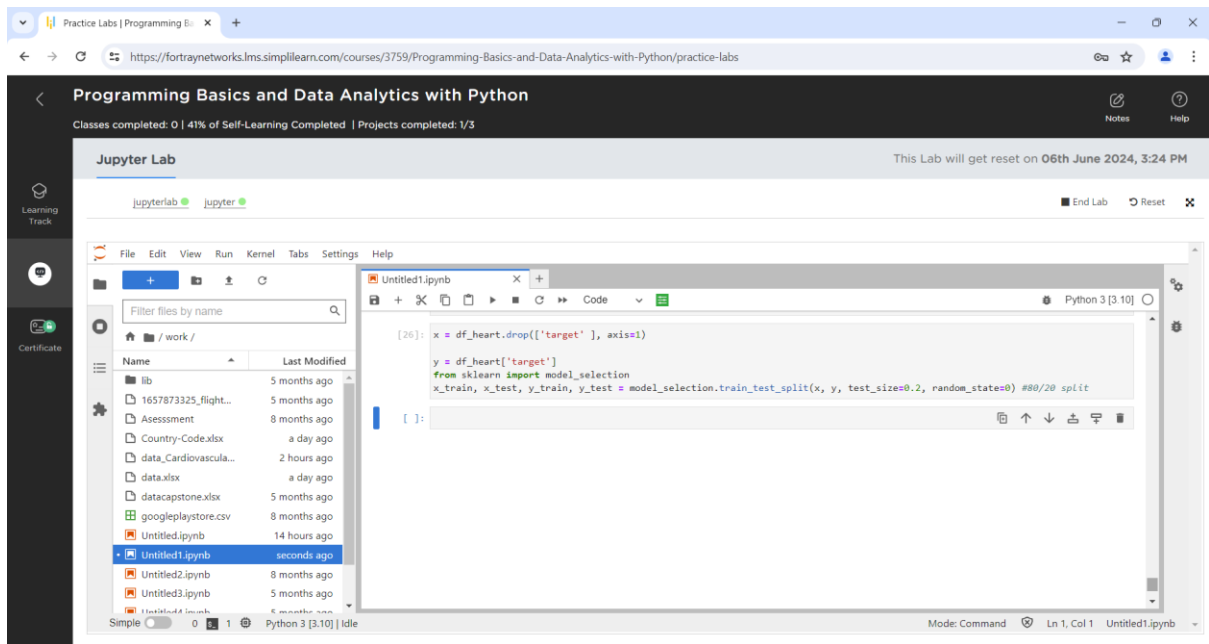 Practice Labs | Programming Ba
https://fortraynetworks.lms.simplilearn.com/courses/3759/Programming-Basics-and-Data-Analytics-with-Python/practice-labs
Programming Basics and Data Analytics with Python
Classes completed: 0 | 41% of Self-Learning Completed | Projects completed: 1/3
Notes
Help
Learning
Track
Certificate
Jupyter Lab
This Lab will get reset on 06th June 2024, 3:24 PM
jupyterlab jupyter
End Lab Reset
File Edit View Run Kernel Tabs Settings Help
Filter files by name
/ work /
Name Last Modified
lib 5 months ago
1657873325_flight... 5 months ago
Asesssment 8 months ago
Country-Code.xlsx a day ago
data_Cardiovascula... 2 hours ago
data.xlsx a day ago
datacapstone.xlsx 5 months ago
googleplaystore.csv 8 months ago
Untitled.ipynb 14 hours ago
Untitled1.ipynb seconds ago
Untitled2.ipynb 8 months ago
Untitled3.ipynb 5 months ago
Untitled4.ipynb 5 months ago
Untitled1.ipynb
Code
Python 3 [3.10]
[26]: x = df_heart.drop(['target' ], axis=1)
y = df_heart['target']
from sklearn import model_selection
x_train, x_test, y_train, y_test = model_selection.train_test_split(x, y, test_size=0.2, random_state=0) #80/20 split
[ ]:
Simple 0 1 Python 3 [3.10] | Idle
Mode: Command Ln 1, Col 1 Untitled1.ipynb